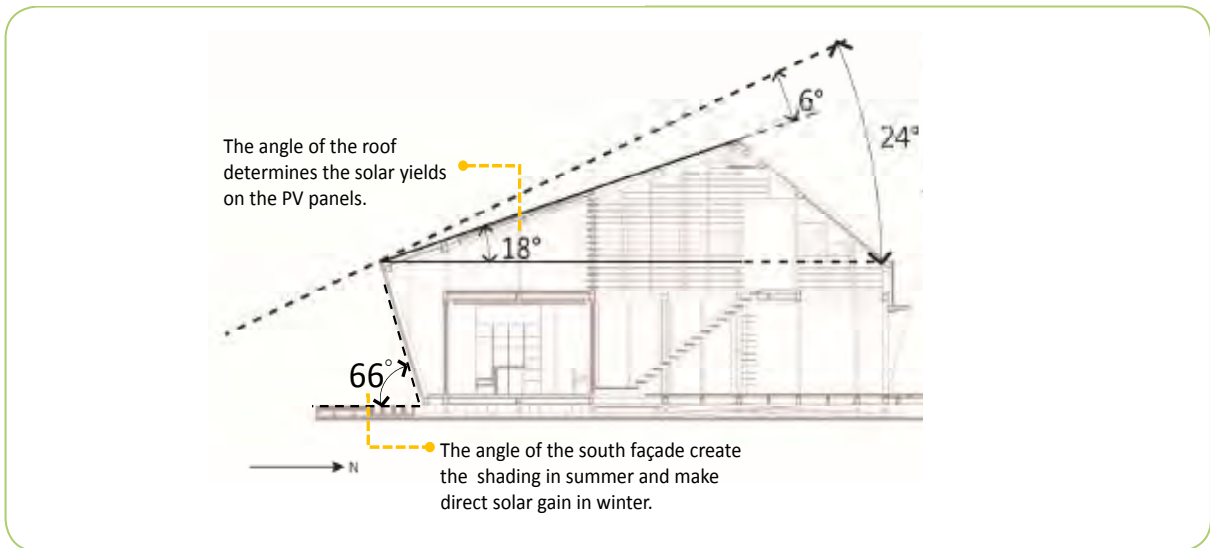 6°
24°
The angle of the roof
determines the solar yields
on the PV panels.
18°
66°
The angle of the south façade create
the shading in summer and make
direct solar gain in winter.
N